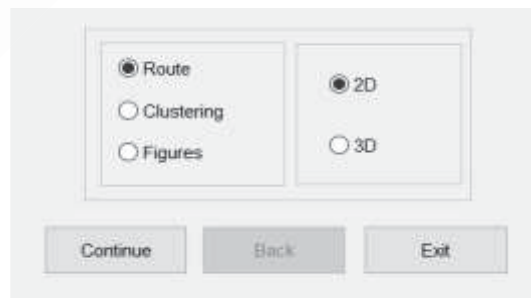 Route
Clustering
Figures
2D
3D
Continue
Back
Exit